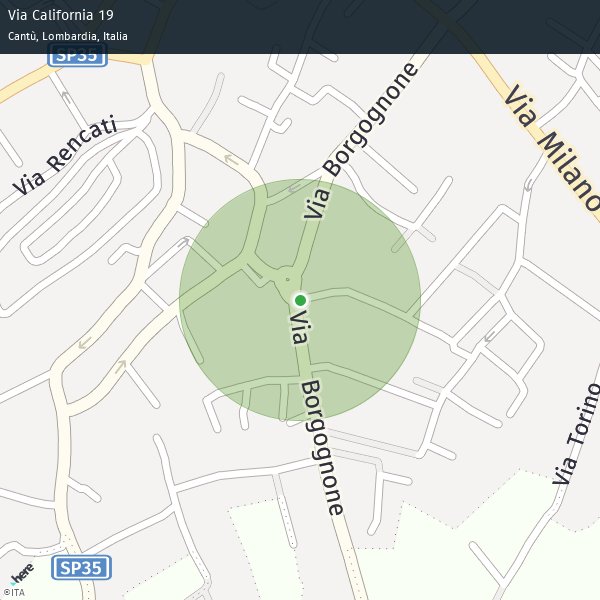 Via California 19
Cantù, Lombardia, Italia
SP35
Via Rencati
Via Borgognone
Via Milano
Via
Borgognone
Via Torino
SP35
here
©ITA